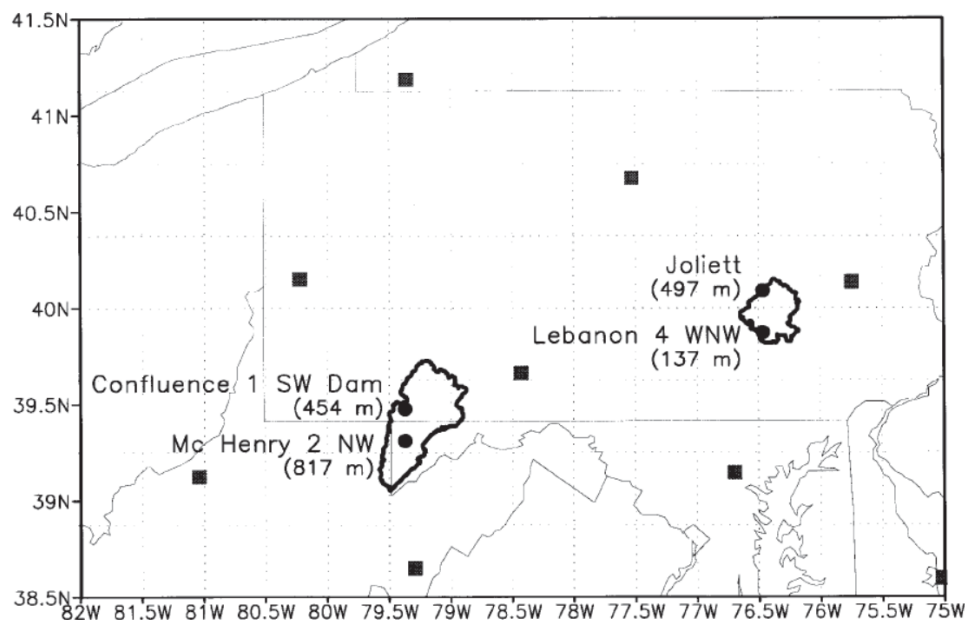 41.5N
41N
40.5N
Joliett
(497 m)
40N
Lebanon 4 WNW
(137 m)
Confluence 1 SW Dam
(454 m)
39.5N
Mc Henry 2 NW
(817 m)
39N
38.5N
82W 81.5W 81W 80.5W 80W 79.5W 79W 78.5W 78W 77.5W 77W 76.5W 76W 75.5W 75W